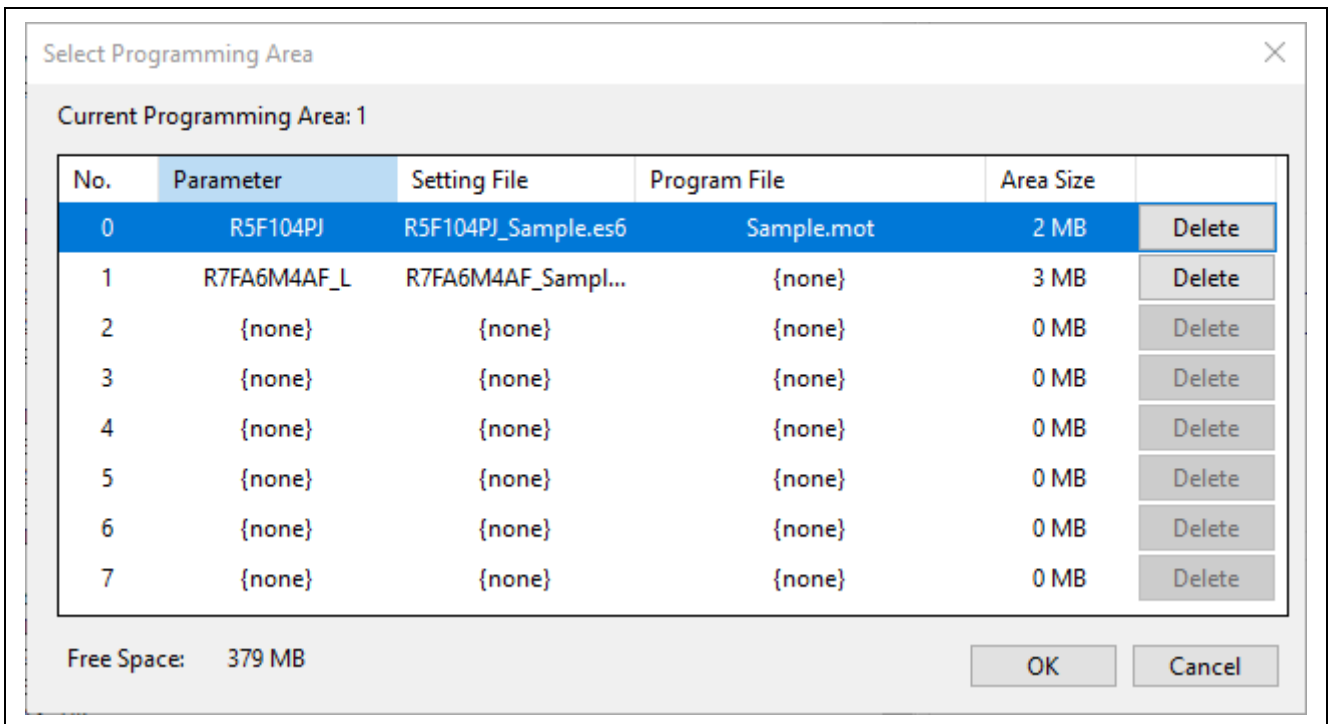 Select Programming Area
Current Programming Area: 1
No. Parameter Setting File Program File Area Size
0 R5F104PJ R5F104PJ_Sample.es6 Sample.mot 2 MB Delete
1 R7FA6M4AF_L R7FA6M4AF_Sampl... {none} 3 MB Delete
2 {none} {none} {none} 0 MB Delete
3 {none} {none} {none} 0 MB Delete
4 {none} {none} {none} 0 MB Delete
5 {none} {none} {none} 0 MB Delete
6 {none} {none} {none} 0 MB Delete
7 {none} {none} {none} 0 MB Delete
Free Space: 379 MB OK Cancel